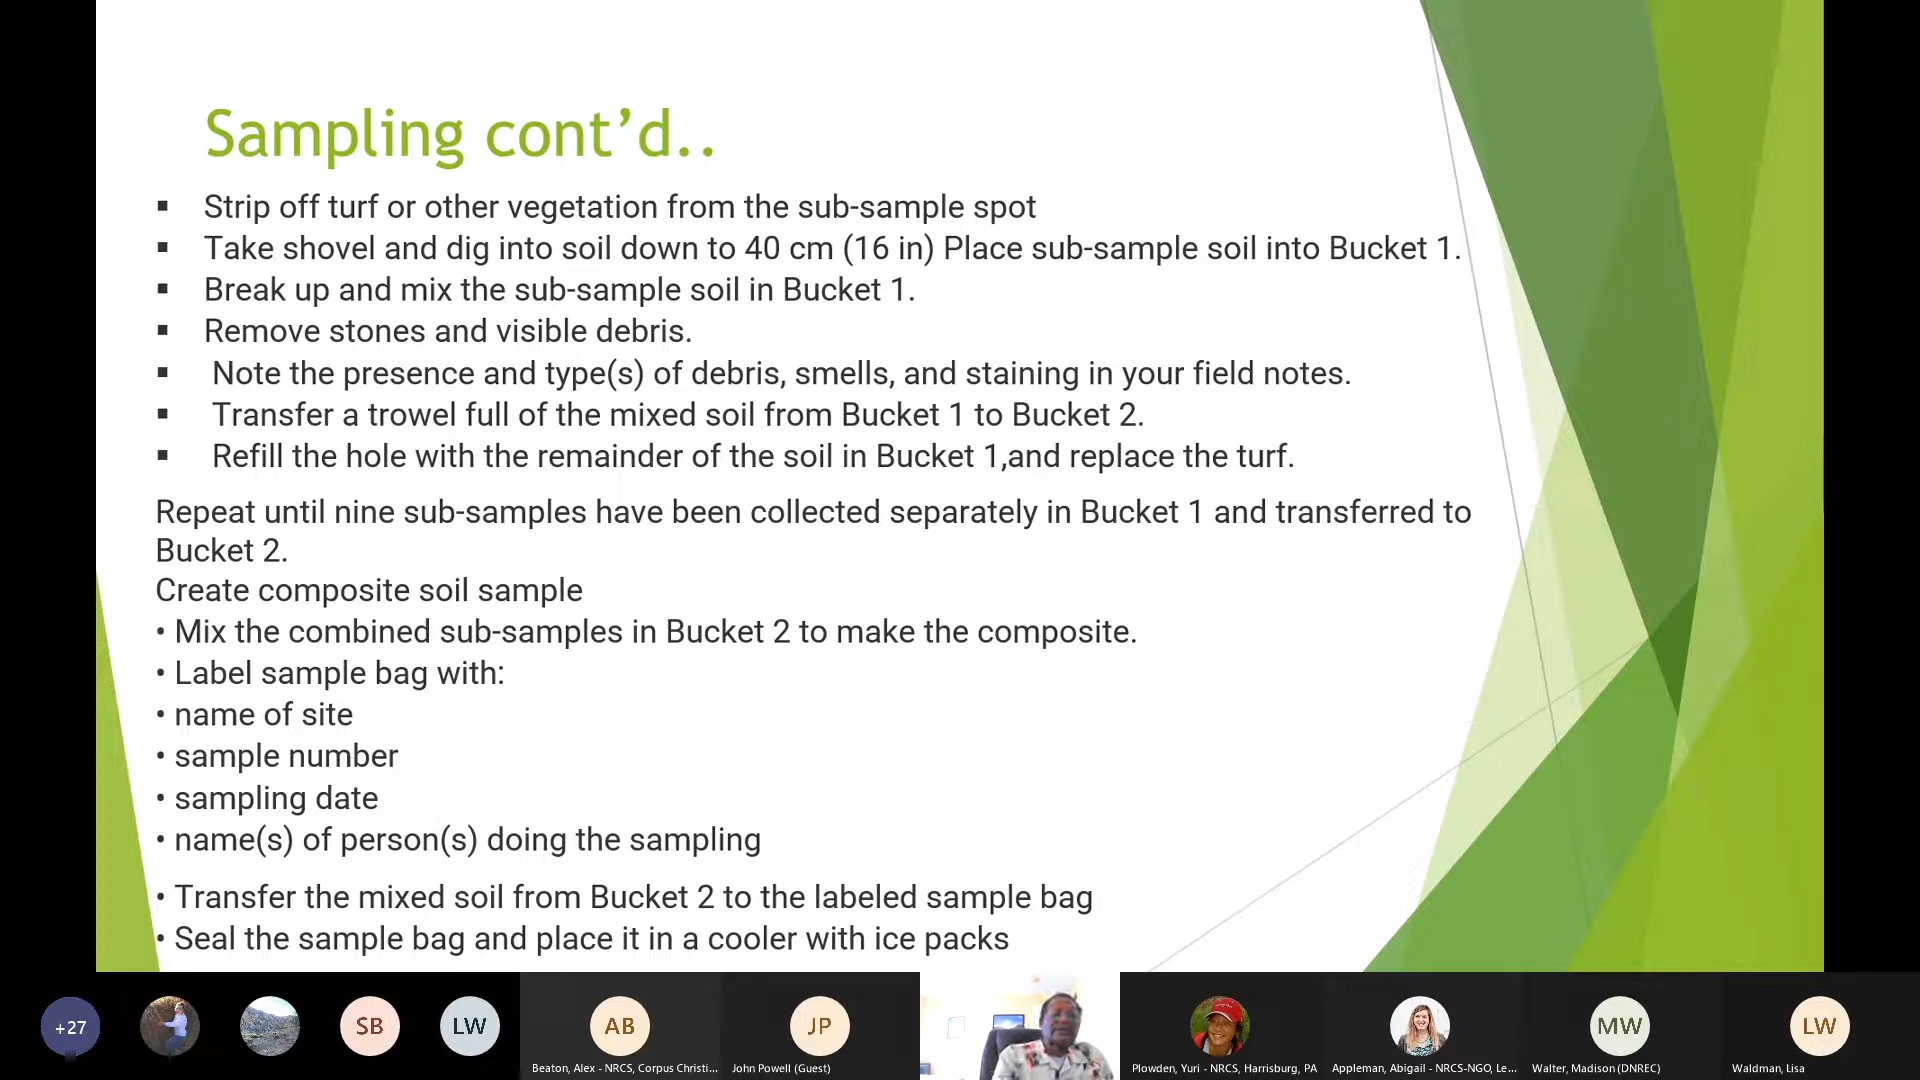 Sampling cont’d..
▪ Strip off turf or other vegetation from the sub-sample spot
▪ Take shovel and dig into soil down to 40 cm (16 in) Place sub-sample soil into Bucket 1.
▪ Break up and mix the sub-sample soil in Bucket 1.
▪ Remove stones and visible debris.
▪ Note the presence and type(s) of debris, smells, and staining in your field notes.
▪ Transfer a trowel full of the mixed soil from Bucket 1 to Bucket 2.
▪ Refill the hole with the remainder of the soil in Bucket 1,and replace the turf.
Repeat until nine sub-samples have been collected separately in Bucket 1 and transferred to
Bucket 2.
Create composite soil sample
• Mix the combined sub-samples in Bucket 2 to make the composite.
• Label sample bag with:
• name of site
• sample number
• sampling date
• name(s) of person(s) doing the sampling
• Transfer the mixed soil from Bucket 2 to the labeled sample bag
• Seal the sample bag and place it in a cooler with ice packs
+27 SB LW AB JP MW LW
Beaton, Alex - NRCS, Corpus Christi... John Powell (Guest) Plowden, Yuri - NRCS, Harrisburg, PA Appleman, Abigail - NRCS-NGO, Le... Walter, Madison (DNREC) Waldman, Lisa